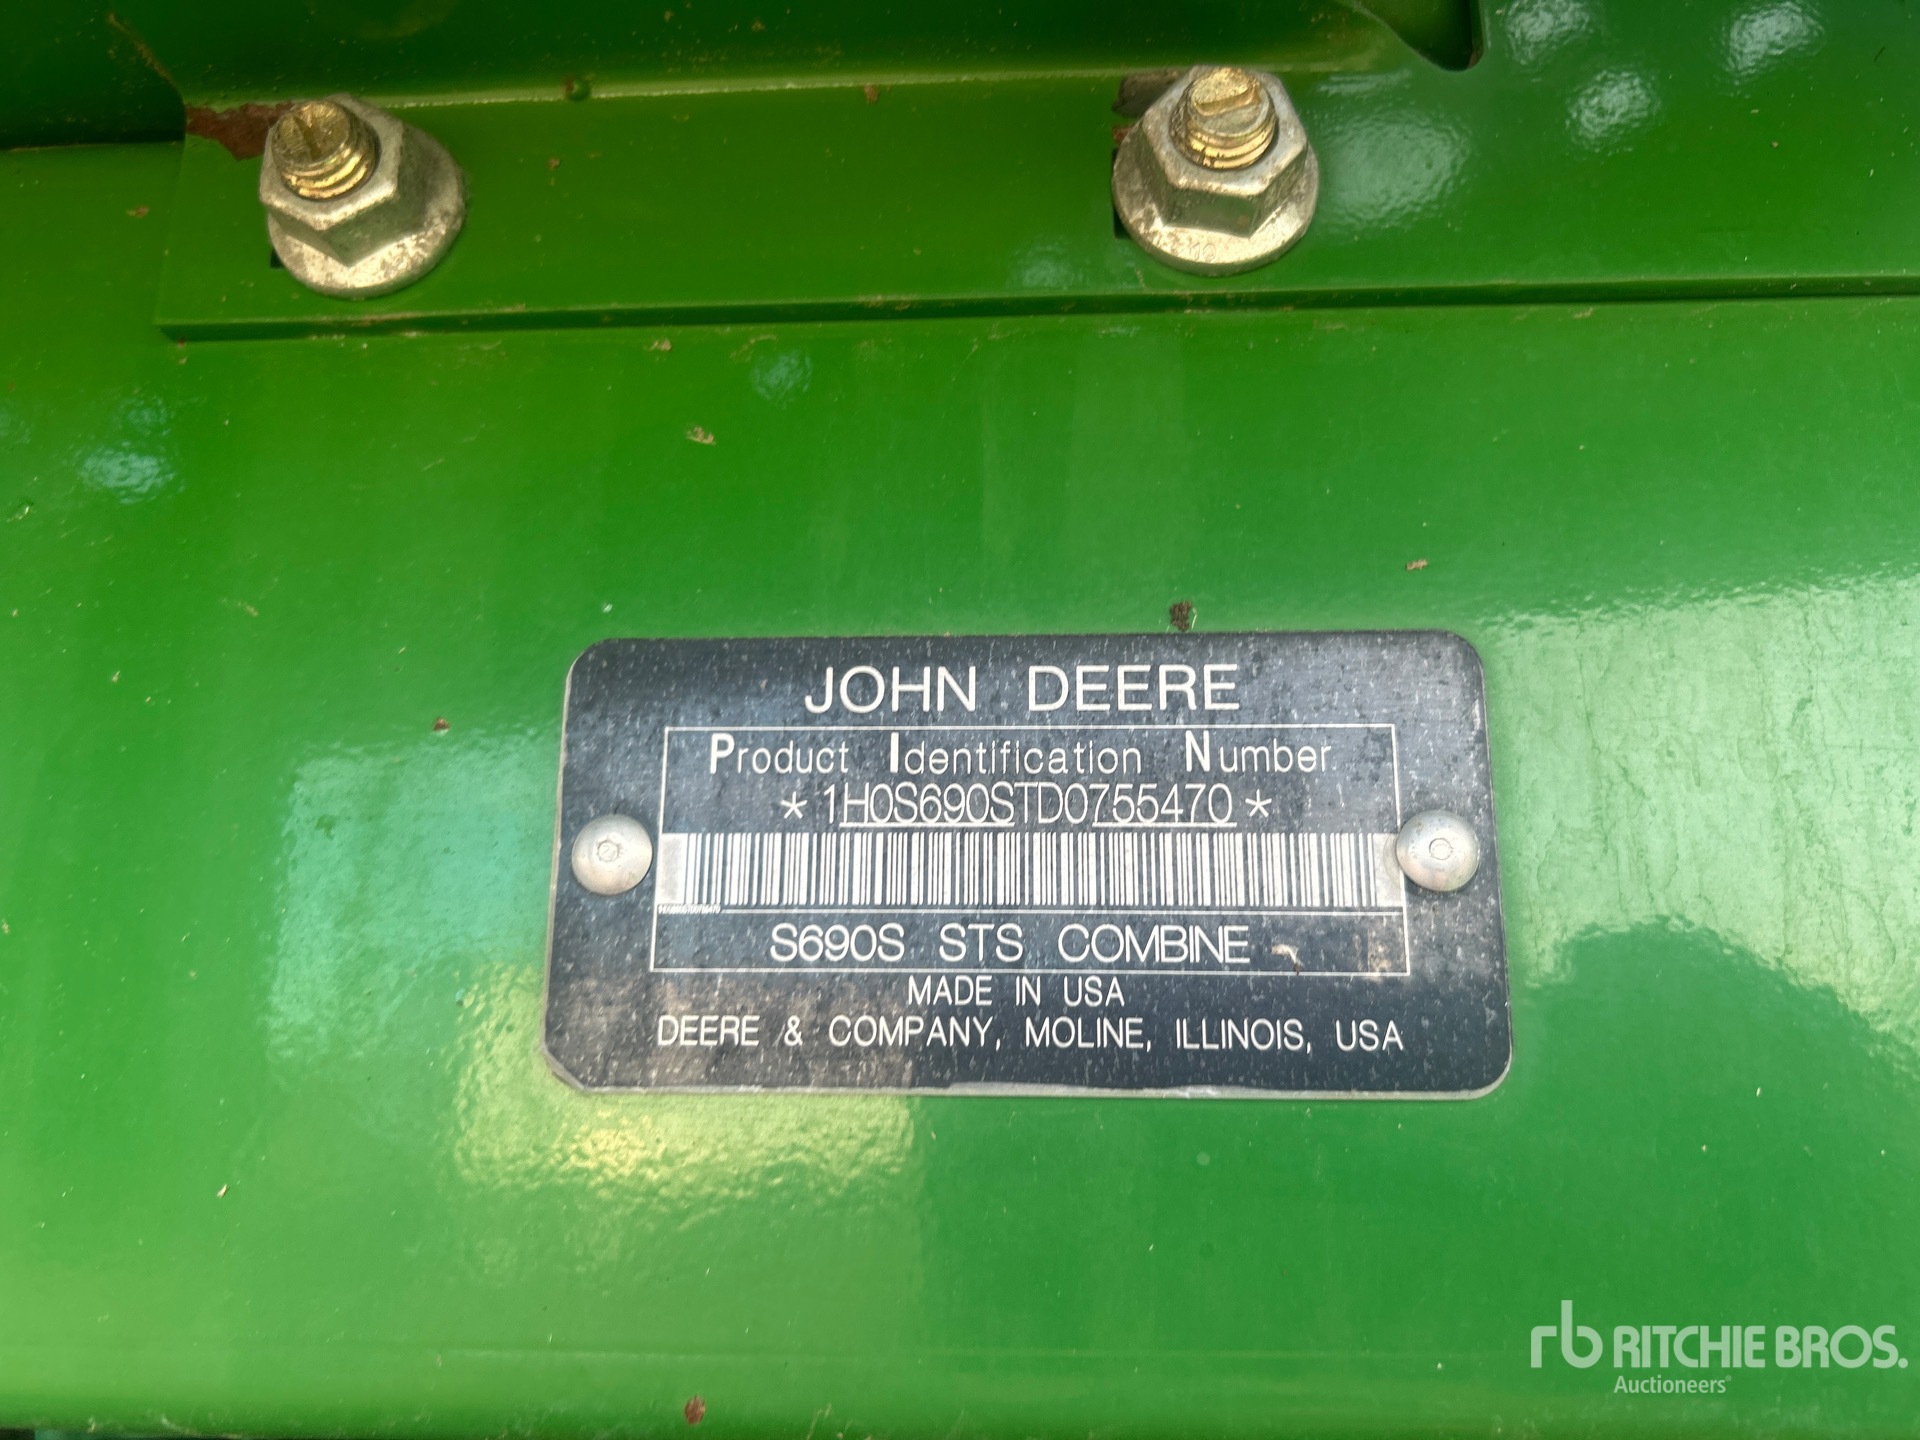 JOHN DEERE
Product Identification Number
*1H0S690STD0755470*
S690S STS COMBINE
MADE IN USA
DEERE & COMPANY, MOLINE, ILLINOIS, USA
rb RITCHIE BROS.
Auctioneers